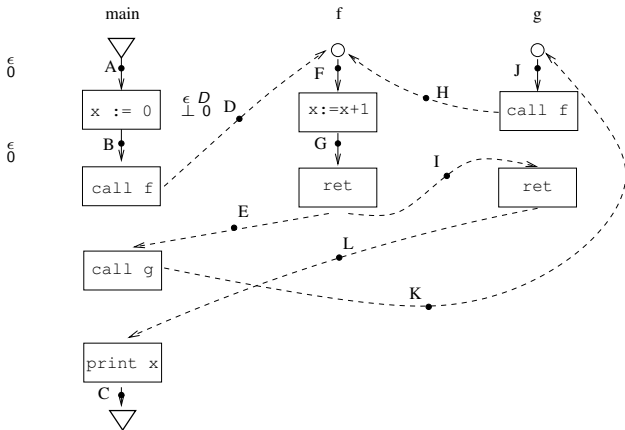 main f g
ϵ
0
A F J
x := 0
ϵ D
⊥ 0
D
x:=x+1
H
call f
ϵ
0
B G I
call f
ret
ret
E
L
call g
K
print x
C